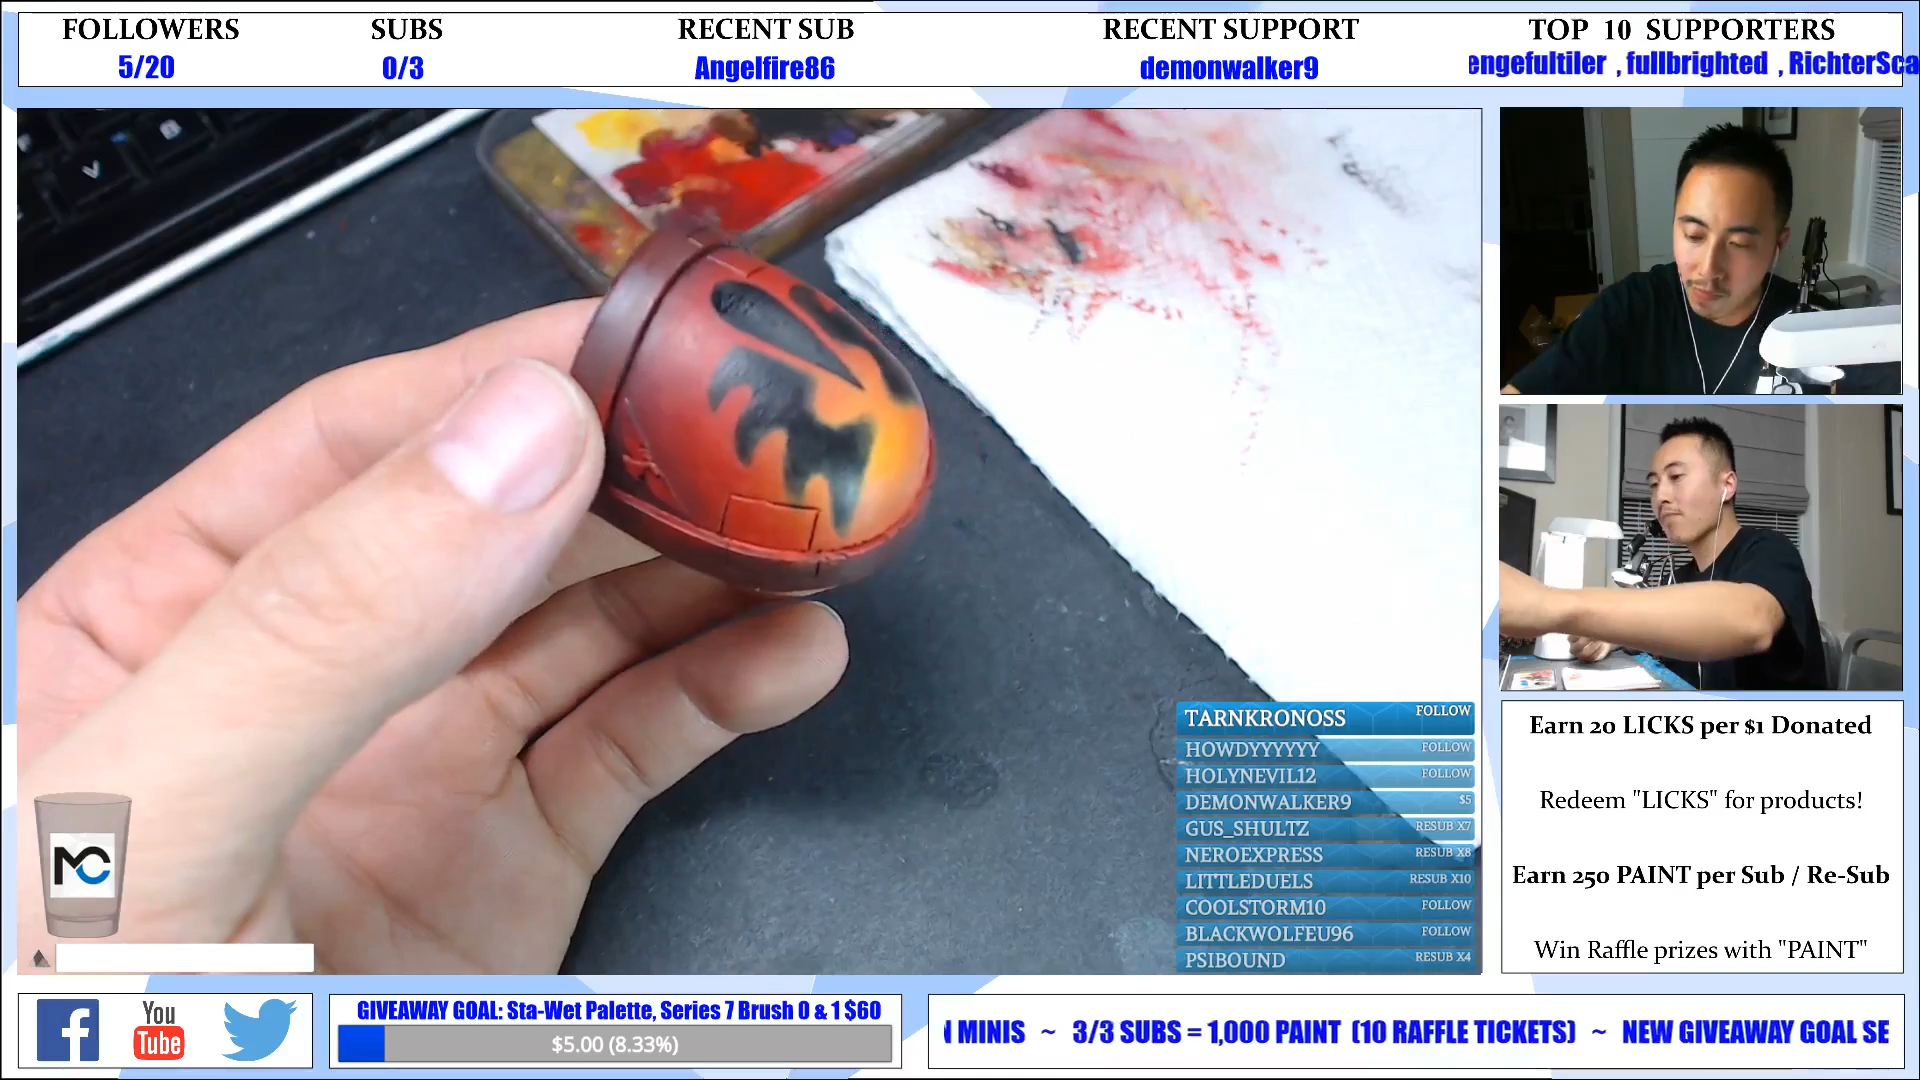 FOLLOWERS
5/20
SUBS
0/3
RECENT SUB
Angelfire86
RECENT SUPPORT
demonwalker9
TOP 10 SUPPORTERS
engefultiler , fullbrighted , RichterSca
V
B
TARNKRONOSS FOLLOW
HOWDYYYYYY FOLLOW
HOLYNEVIL12 FOLLOW
DEMONWALKER9 $5
GUS_SHULTZ RESUB X7
NEROEXPRESS RESUB X8
LITTLEDUELS RESUB X10
COOLSTORM10 FOLLOW
BLACKWOLFEU96 FOLLOW
PSIBOUND RESUB X4
Earn 20 LICKS per $1 Donated
Redeem "LICKS" for products!
Earn 250 PAINT per Sub / Re-Sub
Win Raffle prizes with "PAINT"
MC
f
You
Tube
GIVEAWAY GOAL: Sta-Wet Palette, Series 7 Brush 0 & 1 $60
$5.00 (8.33%)
N MINIS ~ 3/3 SUBS = 1,000 PAINT (10 RAFFLE TICKETS) ~ NEW GIVEAWAY GOAL SE